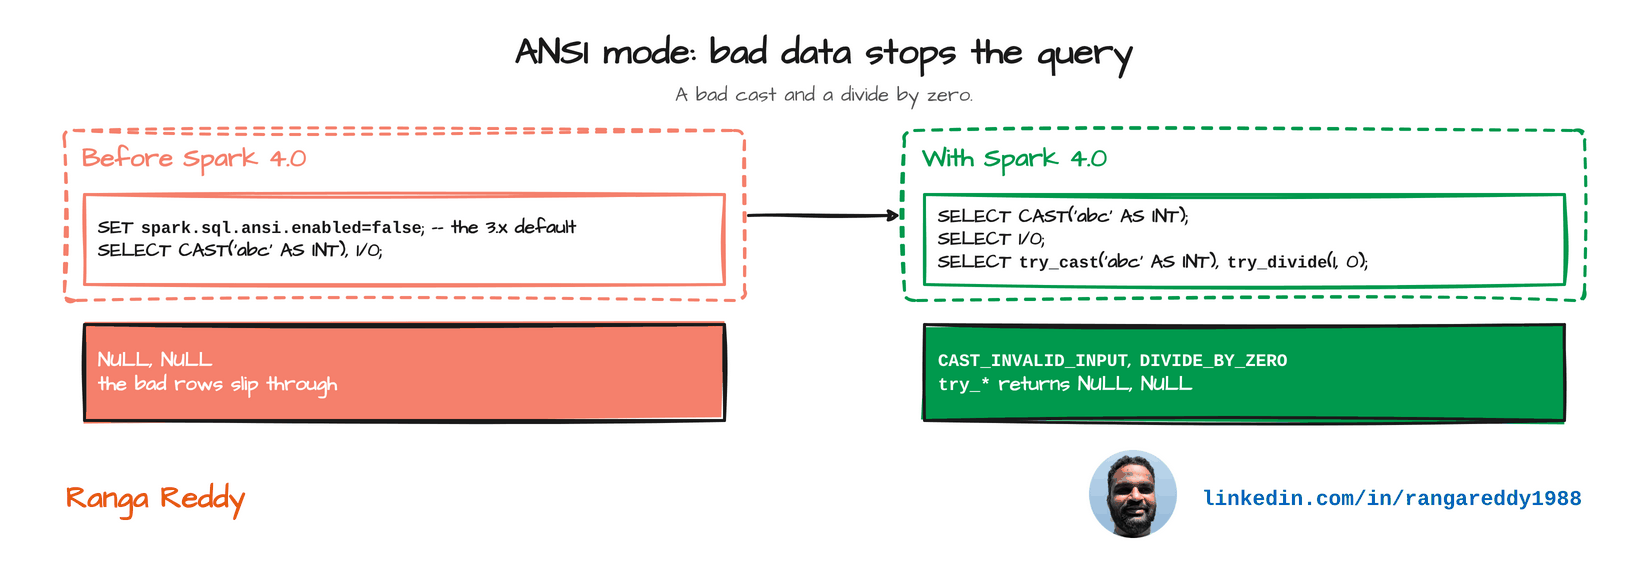 ANSI mode: bad data stops the query
A bad cast and a divide by zero.
Before Spark 4.0
SET spark.sql.ansi.enabled=false; -- the 3.x default
SELECT CAST('abc' AS INT), 1/0;
NULL, NULL
the bad rows slip through
With Spark 4.0
SELECT CAST('abc' AS INT);
SELECT 1/0;
SELECT try_cast('abc' AS INT), try_divide(1, 0);
CAST_INVALID_INPUT, DIVIDE_BY_ZERO
try_* returns NULL, NULL
Ranga Reddy
linkedin.com/in/rangareddy1988